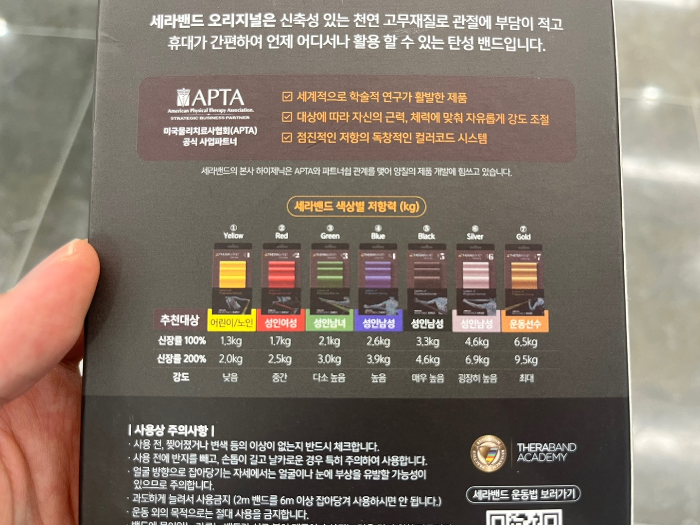 세라밴드 오리지널은 신축성 있는 천연 고무재질로 관절에 부담이 적고
휴대가 간편하여 언제 어디서나 활용 할 수 있는 탄성 밴드입니다.
APTA
American Physical Therapy Association.
STRATEGIC BUSINESS PARTNER
미국물리치료사협회(APTA)
공식 사업파트너
세계적으로 학술적 연구가 활발한 제품
대상에 따라 자신의 근력, 체력에 맞춰 자유롭게 강도 조절
점진적인 저항의 독창적인 컬러코드 시스템
세라밴드의 본사 하이제닉은 APTA와 파트너쉽 관계를 맺어 양질의 제품 개발에 힘쓰고 있습니다.
세라밴드 색상별 저항력 (kg)
① ② ③ ④ ⑤ ⑥ ⑦
Yellow Red Green Blue Black Silver Gold
추천대상 어린이/노인 성인여성 성인남녀 성인남성 성인남성 성인남성 운동선수
신장률 100% 1.3kg 1.7kg 2.1kg 2.6kg 3.3kg 4.6kg 6.5kg
신장률 200% 2.0kg 2.5kg 3.0kg 3.9kg 4.6kg 6.9kg 9.5kg
강도 낮음 중간 다소 높음 높음 매우 높음 굉장히 높음 최대
| 사용상 주의사항 |
· 사용 전, 찢어졌거나 변색 등의 이상이 없는지 반드시 체크합니다.
· 사용 전에 반지를 빼고, 손톱이 길고 날카로운 경우 특히 주의하여 사용합니다.
· 얼굴 방향으로 잡아당기는 자세에서는 얼굴이나 눈에 부상을 유발할 가능성이
있으므로 주의합니다.
· 과도하게 늘려서 사용금지 (2m 밴드를 6m 이상 잡아당겨 사용하시면 안 됩니다.)
· 운동 외의 목적으로는 절대 사용을 금지합니다.
THERABAND
ACADEMY
세라밴드 운동법 보러가기